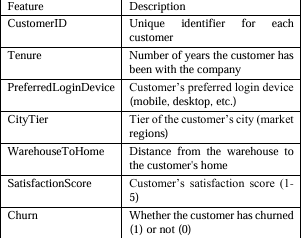 Feature Description
CustomerID Unique identifier for each
customer
Tenure Number of years the customer has
been with the company
PreferredLoginDevice Customer's preferred login device
(mobile, desktop, etc.)
CityTier Tier of the customer's city (market
regions)
WarehouseToHome Distance from the warehouse to
the customer's home
SatisfactionScore Customer's satisfaction score (1-
5)
Churn Whether the customer has churned
(1) or not (0)